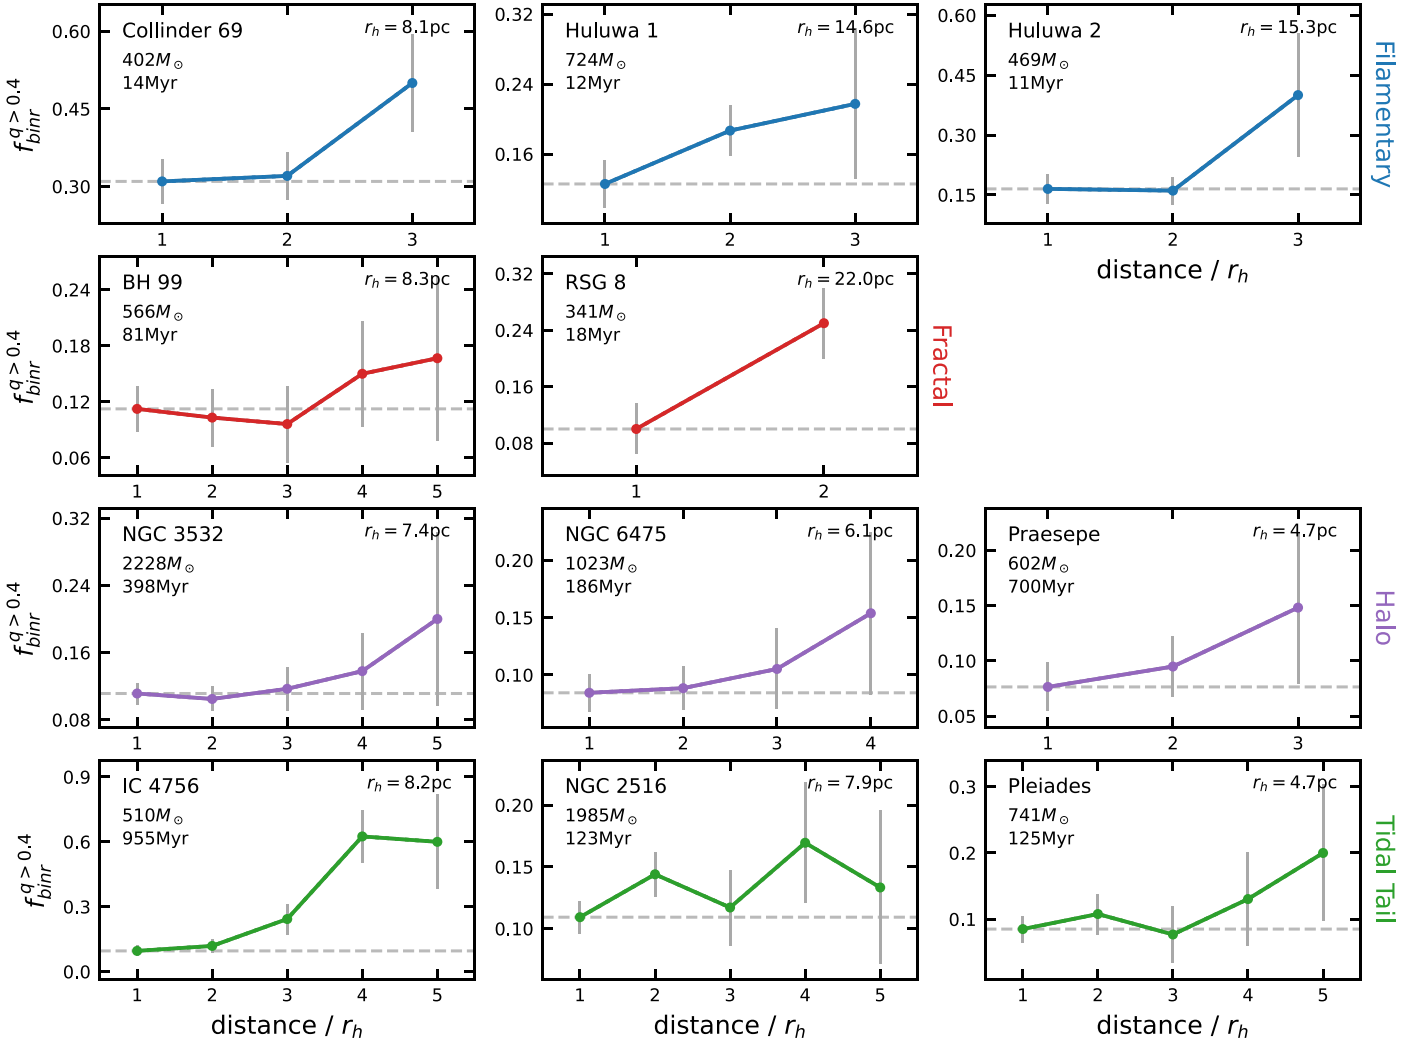 Collinder 69
r_h = 8.1pc
402M⊙
14Myr
0.60
0.45
0.30
f_binr^q > 0.4
1 2 3
Huluwa 1
r_h = 14.6pc
724M⊙
12Myr
0.32
0.24
0.16
1 2 3
Huluwa 2
r_h = 15.3pc
469M⊙
11Myr
0.60
0.45
0.30
0.15
1 2 3
distance / r_h
Filamentary
BH 99
r_h = 8.3pc
566M⊙
81Myr
0.24
0.18
0.12
0.06
f_binr^q > 0.4
1 2 3 4 5
RSG 8
r_h = 22.0pc
341M⊙
18Myr
0.32
0.24
0.16
0.08
1 2
Fractal
NGC 3532
r_h = 7.4pc
2228M⊙
398Myr
0.32
0.24
0.16
0.08
f_binr^q > 0.4
1 2 3 4 5
NGC 6475
r_h = 6.1pc
1023M⊙
186Myr
0.20
0.15
0.10
1 2 3 4
Praesepe
r_h = 4.7pc
602M⊙
700Myr
0.20
0.15
0.10
0.05
1 2 3
Halo
IC 4756
r_h = 8.2pc
510M⊙
955Myr
0.9
0.6
0.3
0.0
f_binr^q > 0.4
1 2 3 4 5
distance / r_h
NGC 2516
r_h = 7.9pc
1985M⊙
123Myr
0.20
0.15
0.10
1 2 3 4 5
distance / r_h
Pleiades
r_h = 4.7pc
741M⊙
125Myr
0.3
0.2
0.1
1 2 3 4 5
distance / r_h
Tidal Tail